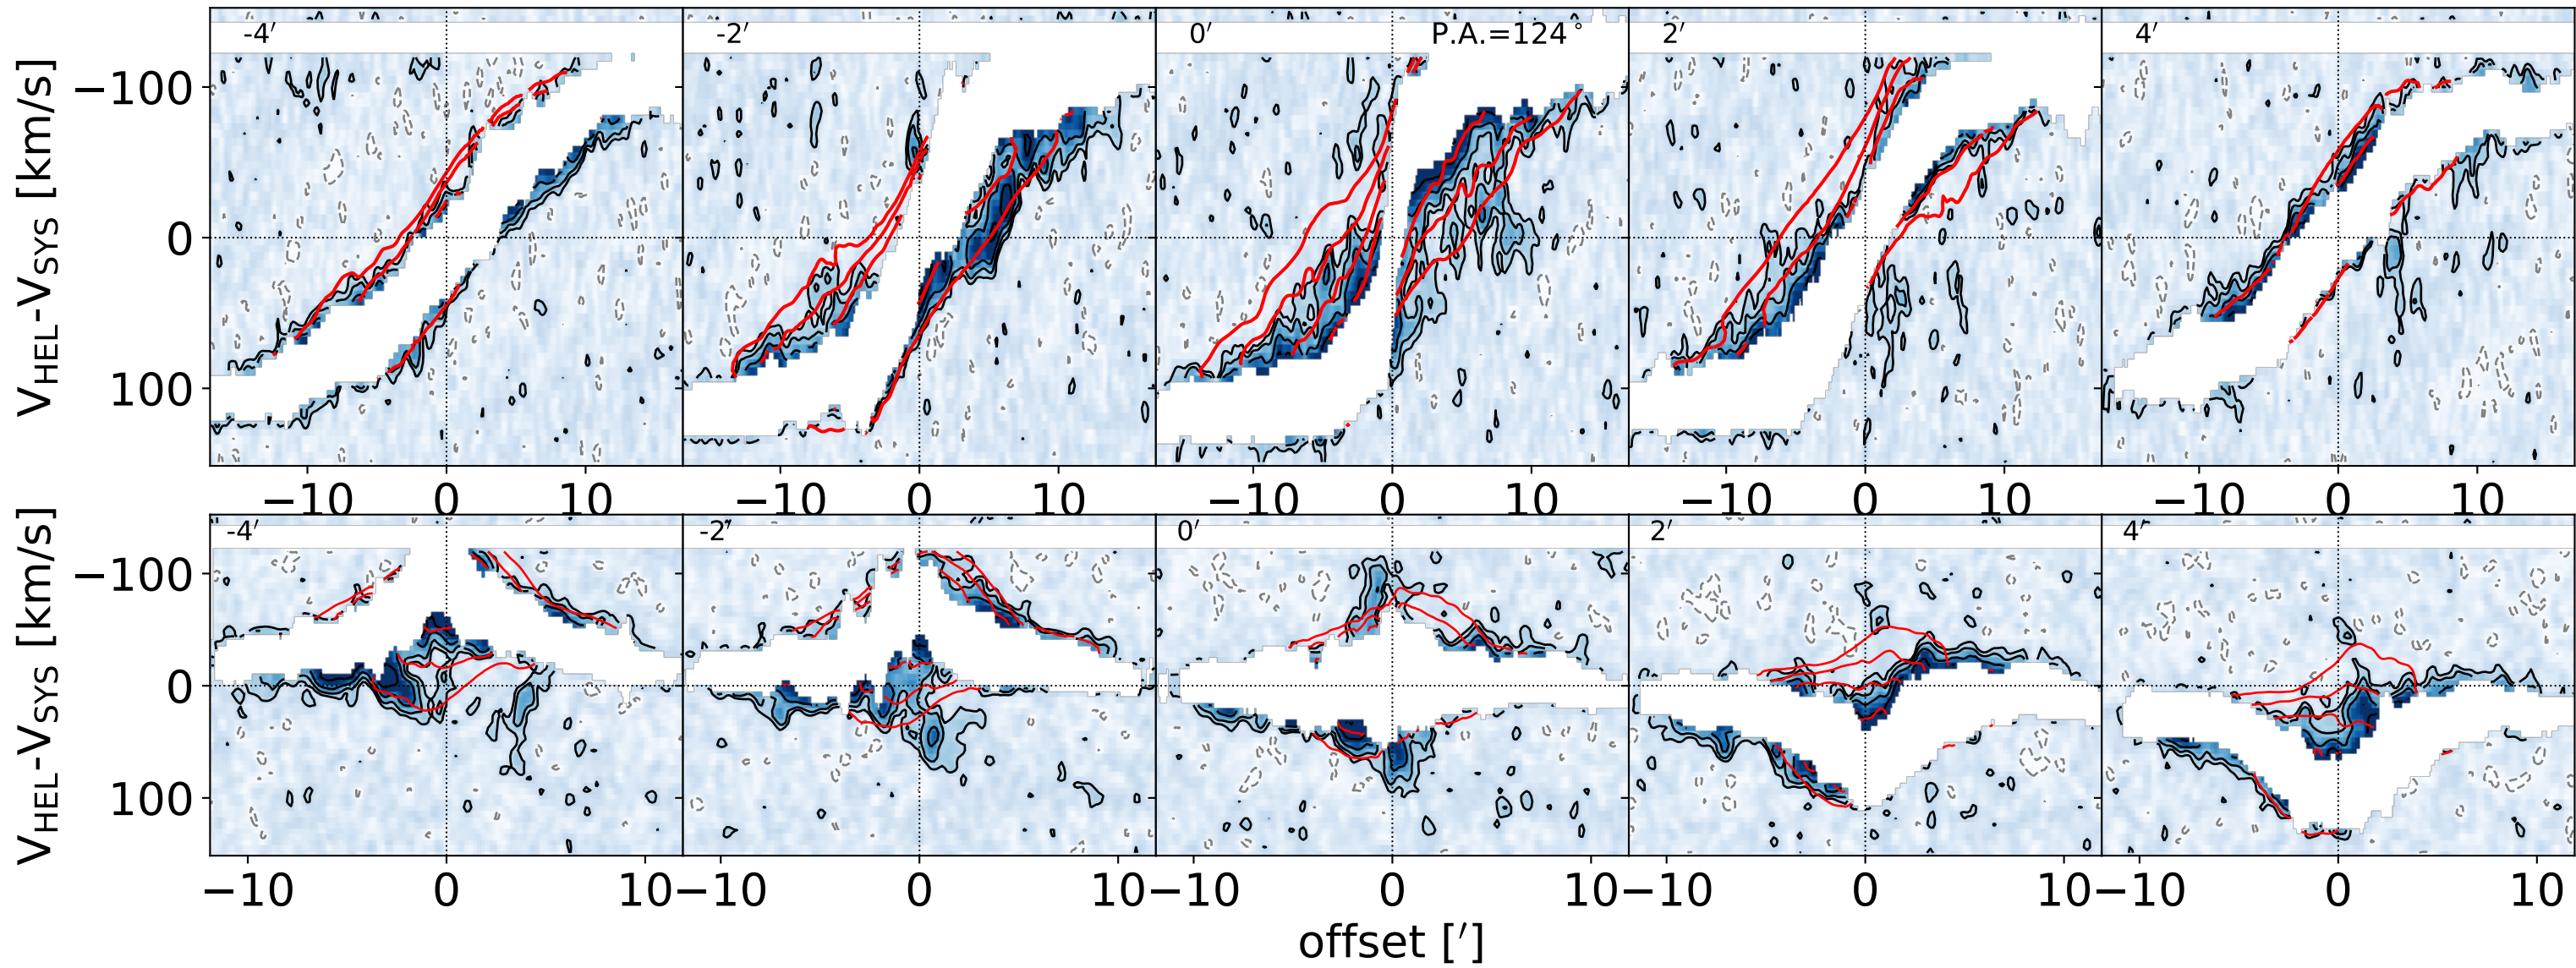 -4′ -2′ 0′ P.A.=124° 2′ 4′
V_HEL-V_SYS [km/s]
−100
0
100
−10 0 10 −10 0 10 −10 0 10 −10 0 10 −10 0 10
-4′ -2′ 0′ 2′ 4′
V_HEL-V_SYS [km/s]
−100
0
100
−10 0 10 −10 0 10 −10 0 10 −10 0 10 −10 0 10
offset [′]